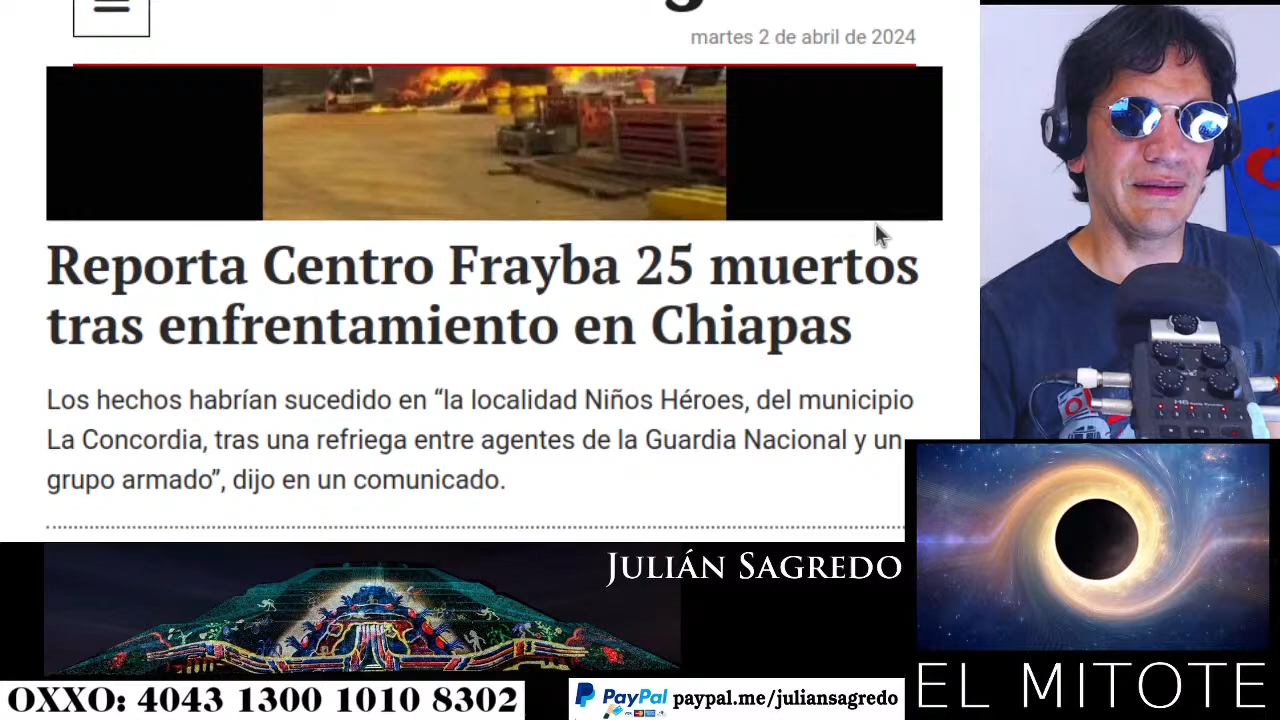 martes 2 de abril de 2024
Reporta Centro Frayba 25 muertos
tras enfrentamiento en Chiapas
Los hechos habrían sucedido en “la localidad Niños Héroes, del municipio
La Concordia, tras una refriega entre agentes de la Guardia Nacional y un
grupo armado”, dijo en un comunicado.
JULIÁN SAGREDO
H6
EL MITOTE
OXXO: 4043 1300 1010 8302
PayPal paypal.me/juliansagredo